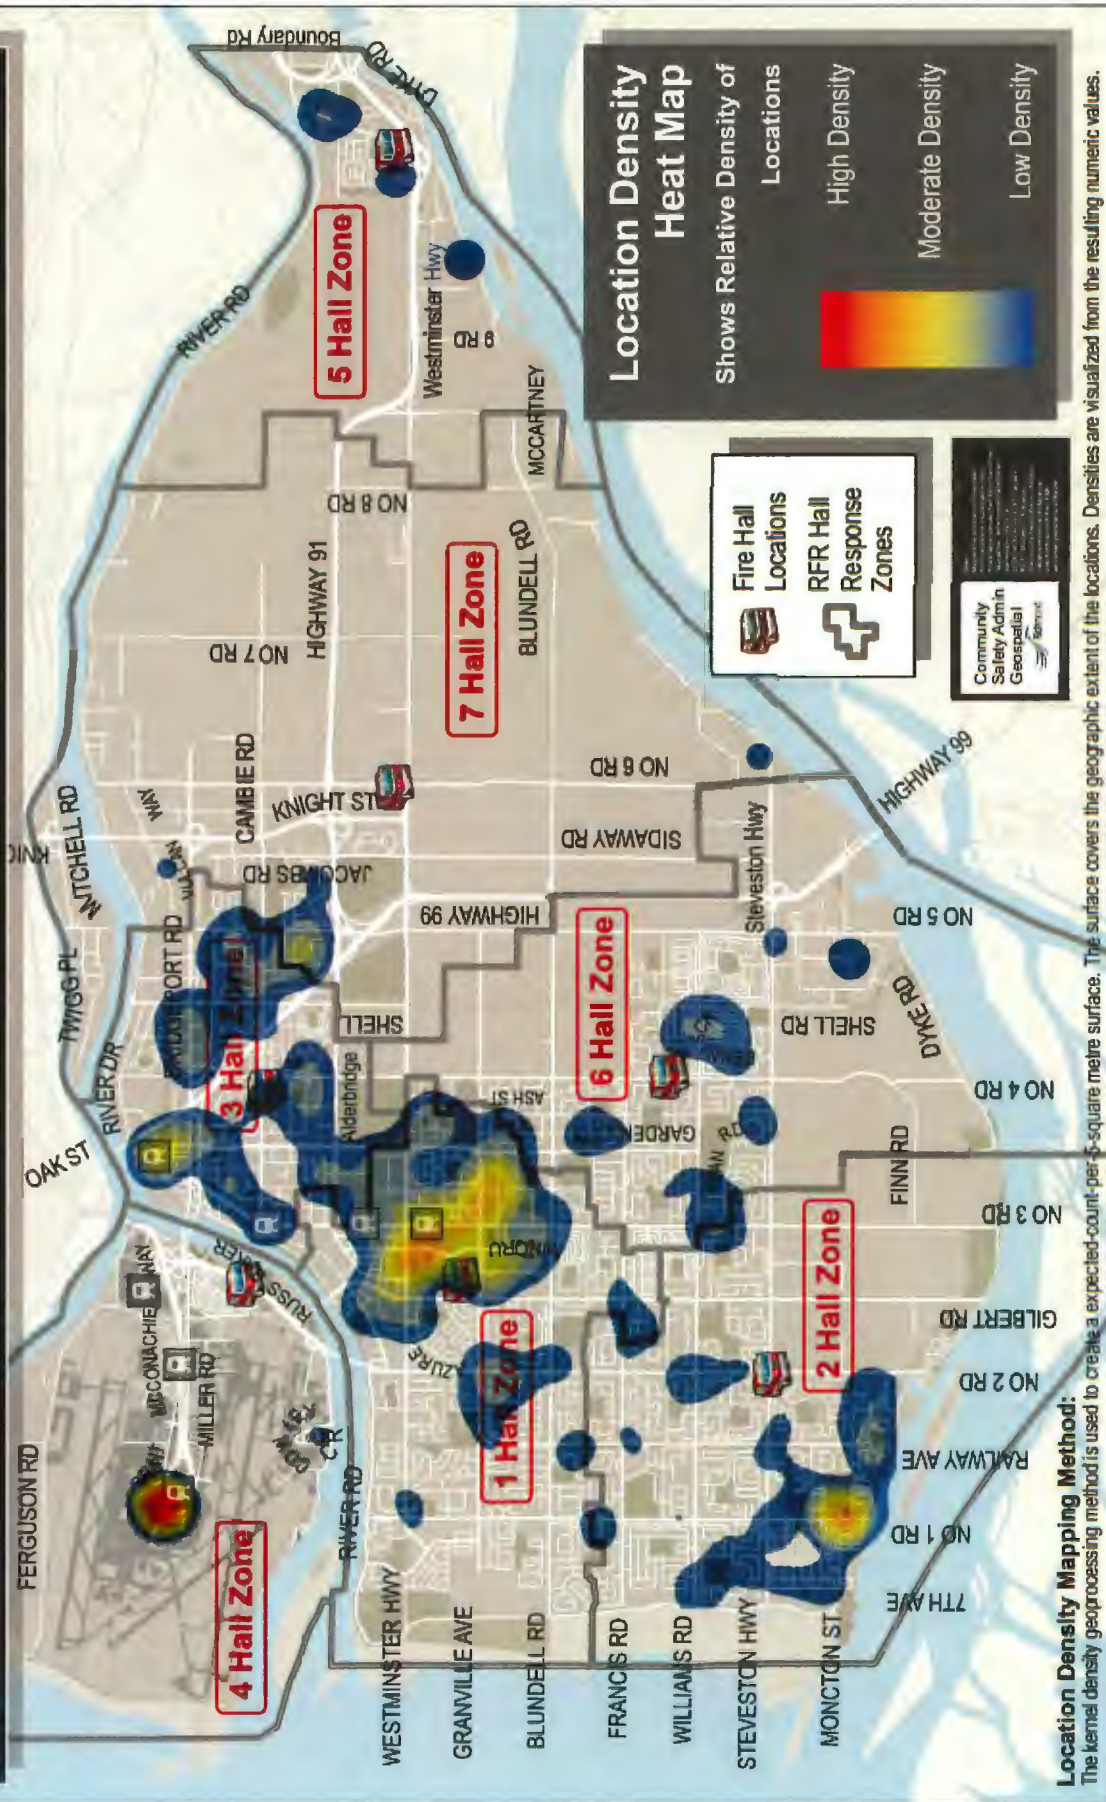 Boundary Rd
DYKE RD
RIVER RD
5 Hall Zone
Westminster Hwy
9 RD
MCCARTNEY
NO 8 RD
HIGHWAY 91
NO 7 RD
7 Hall Zone
BLUNDELL RD
MITCHELL RD
WAY
VULCAN
CAMBIE RD
KNIGHT ST
JACOMBS RD
NO 6 RD
SIDAWAY RD
HIGHWAY 99
HIGHWAY 99
Steveston Hwy
NO 5 RD
TWIGG PL
RIVER DR
OAK ST
3 Hall Zone
SHELL
Alderbridge
ASH ST
6 Hall Zone
SHELL RD
DYKE RD
NO 4 RD
FINN RD
NO 3 RD
2 Hall Zone
GILBERT RD
NO 2 RD
RAILWAY AVE
NO 1 RD
7TH AVE
MCCONACHIE WAY
MILLER RD
FERGUSON RD
4 Hall Zone
RIVER RD
1 Hall Zone
WESTMINSTER HWY
GRANVILLE AVE
BLUNDELL RD
FRANCIS RD
WILLIAMS RD
STEVESTON HWY
MONCTON ST
Location Density
Heat Map
Shows Relative Density of
Locations
High Density
Moderate Density
Low Density
Fire Hall
Locations
RFR Hall
Response
Zones
Community
Safety Admin
Geospatial
Location Density Mapping Method:
The kernel density geoprocessing method is used to create a expected-count-per-5-square metre surface. The surface covers the geographic extent of the locations. Densities are visualized from the resulting numeric values.